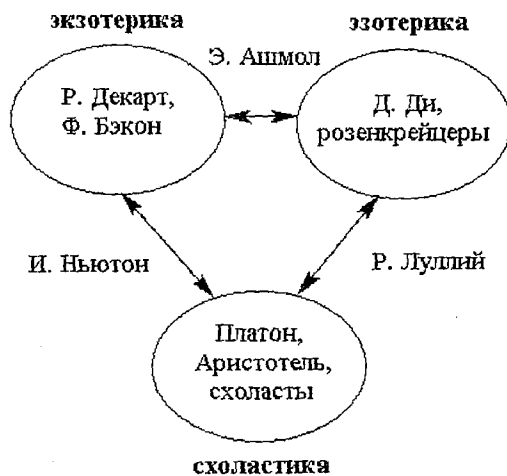 экзотерика
эзотерика
Э. Ашмол
Р. Декарт,
Ф. Бэкон
Д. Ди,
розенкрейцеры
И. Ньютон
Р. Луллий
Платон,
Аристотель,
схоласты
схоластика